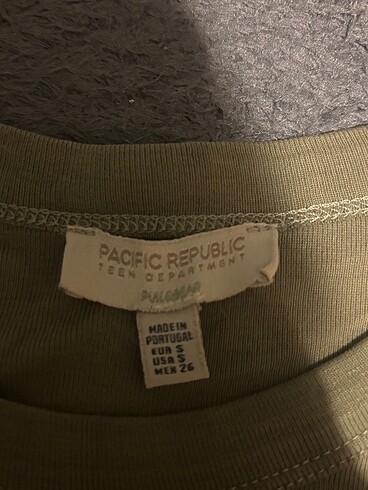 PACIFIC REPUBLIC
TEEN DEPARTMENT
PULL&BEAR
MADE IN
PORTUGAL
EUR S
USA S
MEX 26